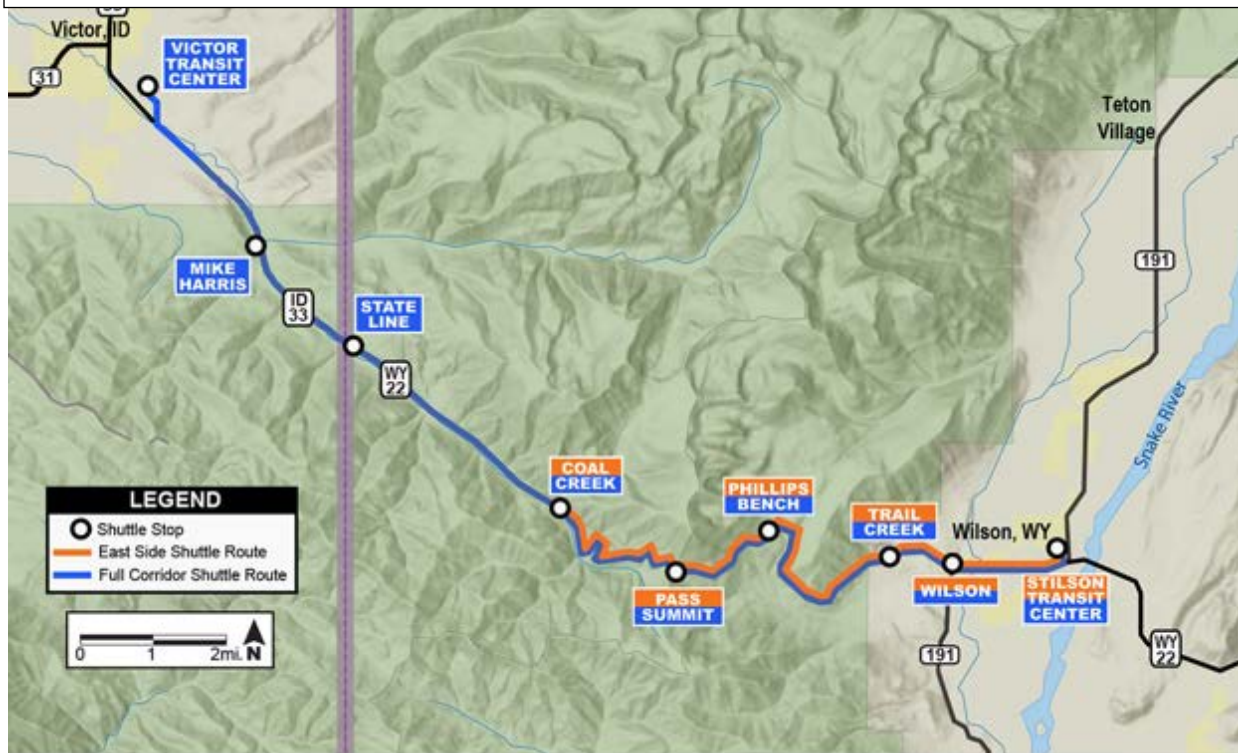 Victor, ID
31
VICTOR
TRANSIT
CENTER
Teton
Village
191
MIKE
HARRIS
ID
33
STATE
LINE
WY
22
Snake River
COAL
CREEK
PHILLIPS
BENCH
TRAIL
CREEK
Wilson, WY
PASS
SUMMIT
WILSON
STILSON
TRANSIT
CENTER
191
WY
22
LEGEND
Shuttle Stop
East Side Shuttle Route
Full Corridor Shuttle Route
0 1 2mi. N